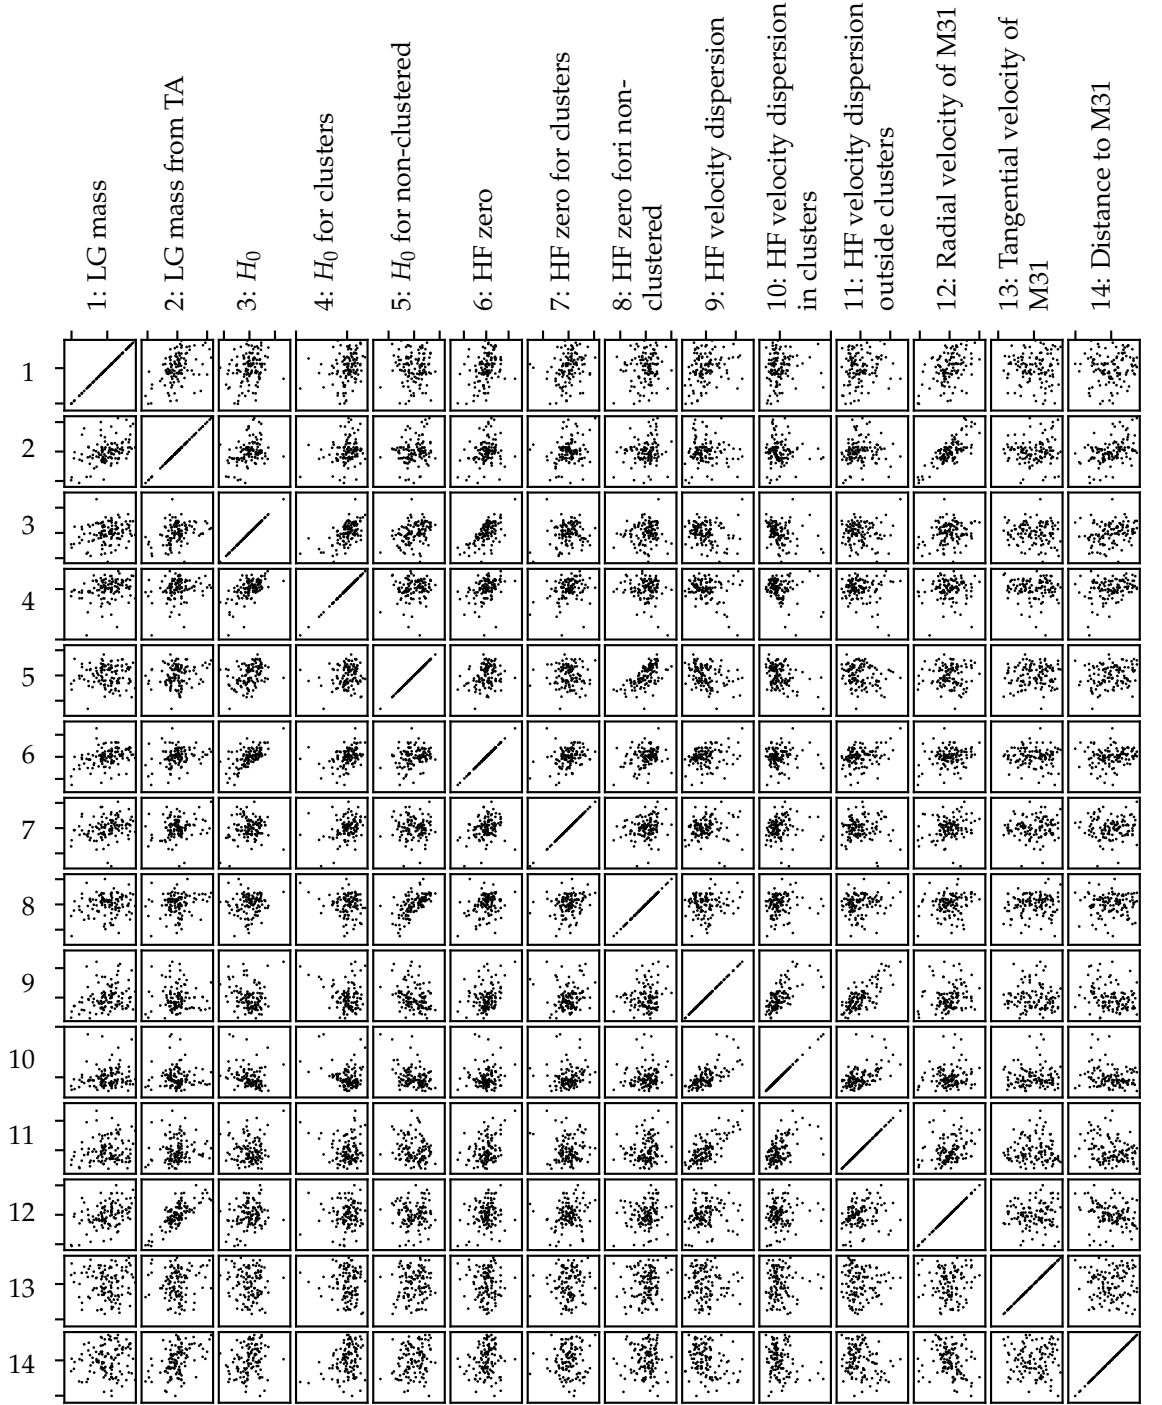 1: LG mass
2: LG mass from TA
3: H₀
4: H₀ for clusters
5: H₀ for non-clustered
6: HF zero
7: HF zero for clusters
8: HF zero fori non-
clustered
9: HF velocity dispersion
10: HF velocity dispersion
in clusters
11: HF velocity dispersion
outside clusters
12: Radial velocity of M31
13: Tangential velocity of
M31
14: Distance to M31
1
2
3
4
5
6
7
8
9
10
11
12
13
14